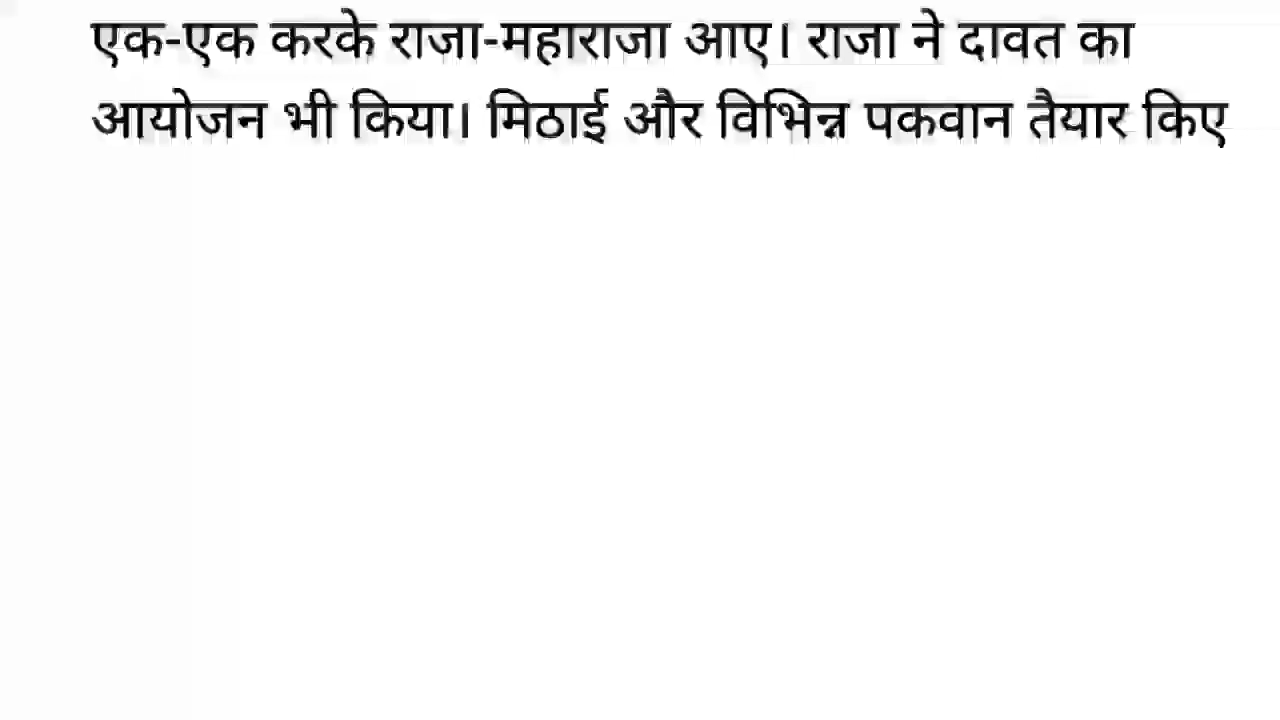 एक-एक करके राजा-महाराजा आए। राजा ने दावत का
आयोजन भी किया। मिठाई और विभिन्न पकवान तैयार किए